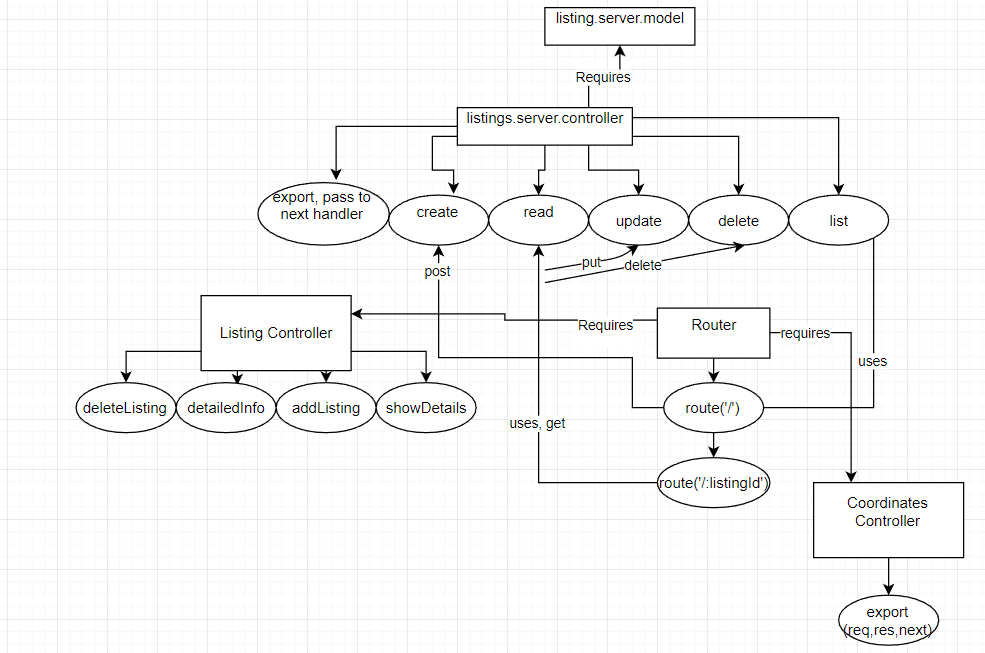 listing.server.model
Requires
listings.server.controller
export, pass to
next handler
create
read
update
delete
list
post
put
delete
Listing Controller
Requires
Router
requires
uses
deleteListing
detailedInfo
addListing
showDetails
route('/')
uses, get
route('/:listingId')
Coordinates
Controller
export
(req,res,next)